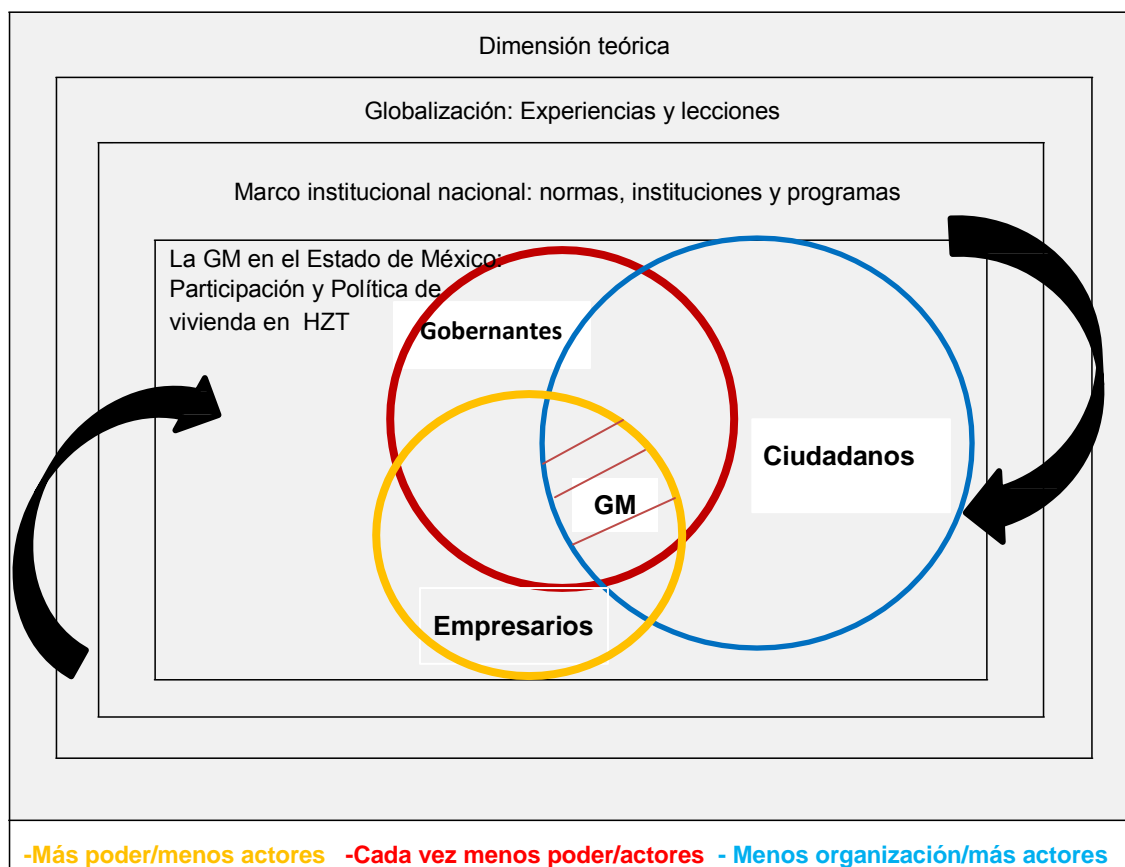 Dimensión teórica
Globalización: Experiencias y lecciones
Marco institucional nacional: normas, instituciones y programas
La GM en el Estado de México:
Participación y Política de
vivienda en HZT
Gobernantes
Ciudadanos
GM
Empresarios
-Más poder/menos actores -Cada vez menos poder/actores - Menos organización/más actores